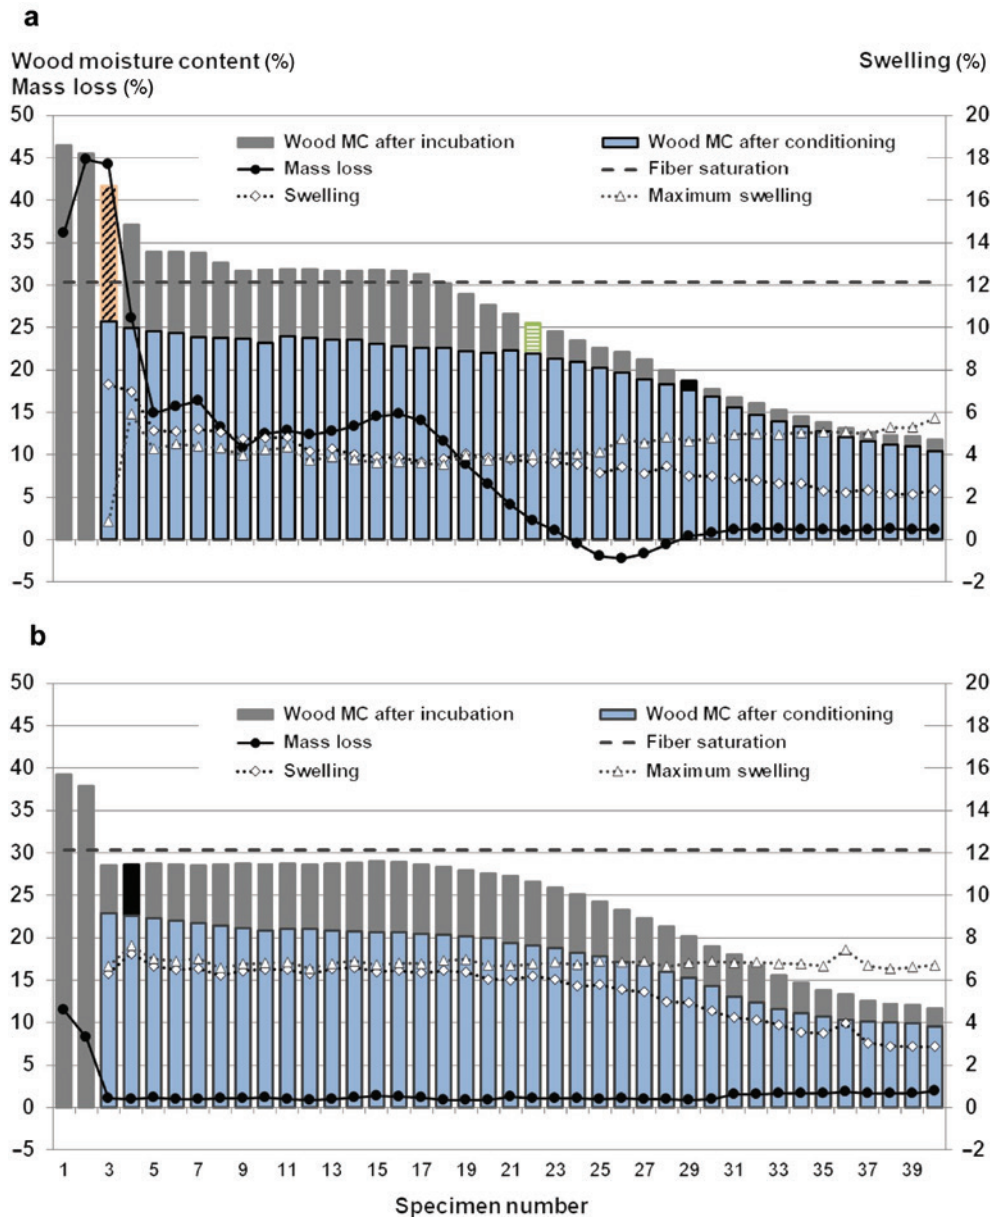 a
Wood moisture content (%)
Mass loss (%)
Swelling (%)
50 20
Wood MC after incubation Wood MC after conditioning
45 18
Mass loss Fiber saturation
40 16
Swelling Maximum swelling
35 14
30 12
25 10
20 8
15 6
10 4
5 2
0 0
–5 –2
b
50 20
Wood MC after incubation Wood MC after conditioning
45 18
Mass loss Fiber saturation
40 16
Swelling Maximum swelling
35 14
30 12
25 10
20 8
15 6
10 4
5 2
0 0
–5 –2
1 3 5 7 9 11 13 15 17 19 21 23 25 27 29 31 33 35 37 39
Specimen number